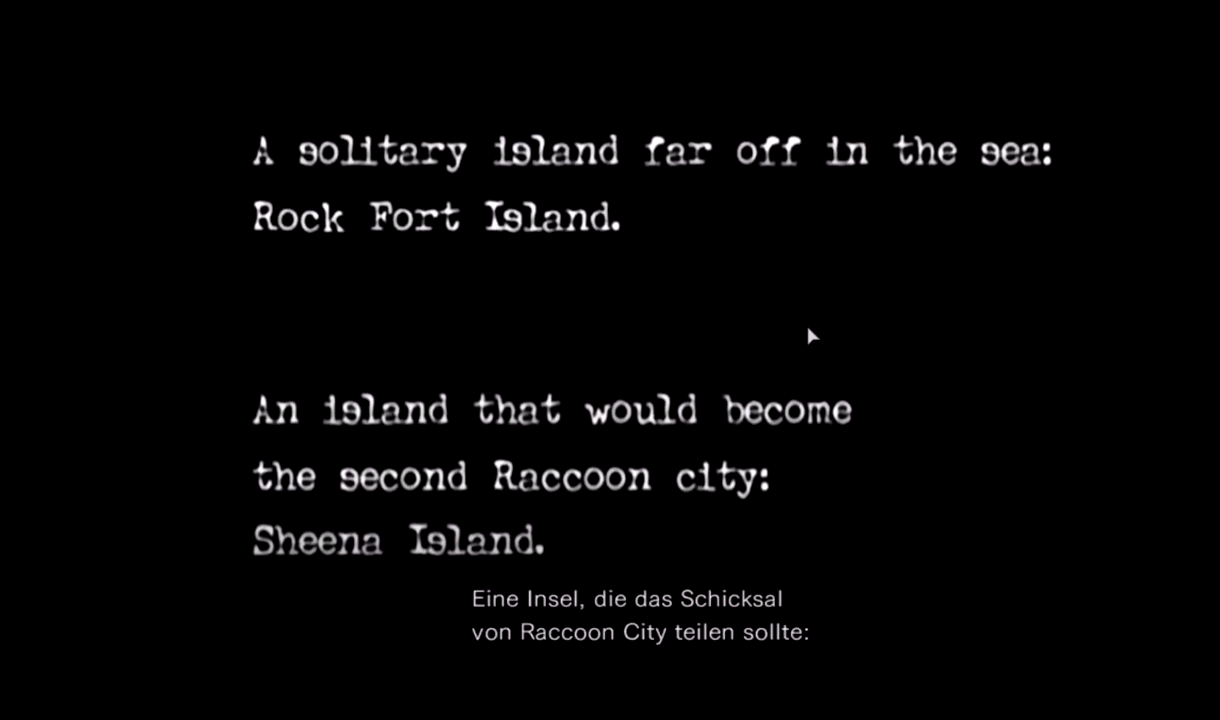 A solitary island far off in the sea:
Rock Fort Island.
An island that would become
the second Raccoon city:
Sheena Island.
Eine Insel, die das Schicksal
von Raccoon City teilen sollte: